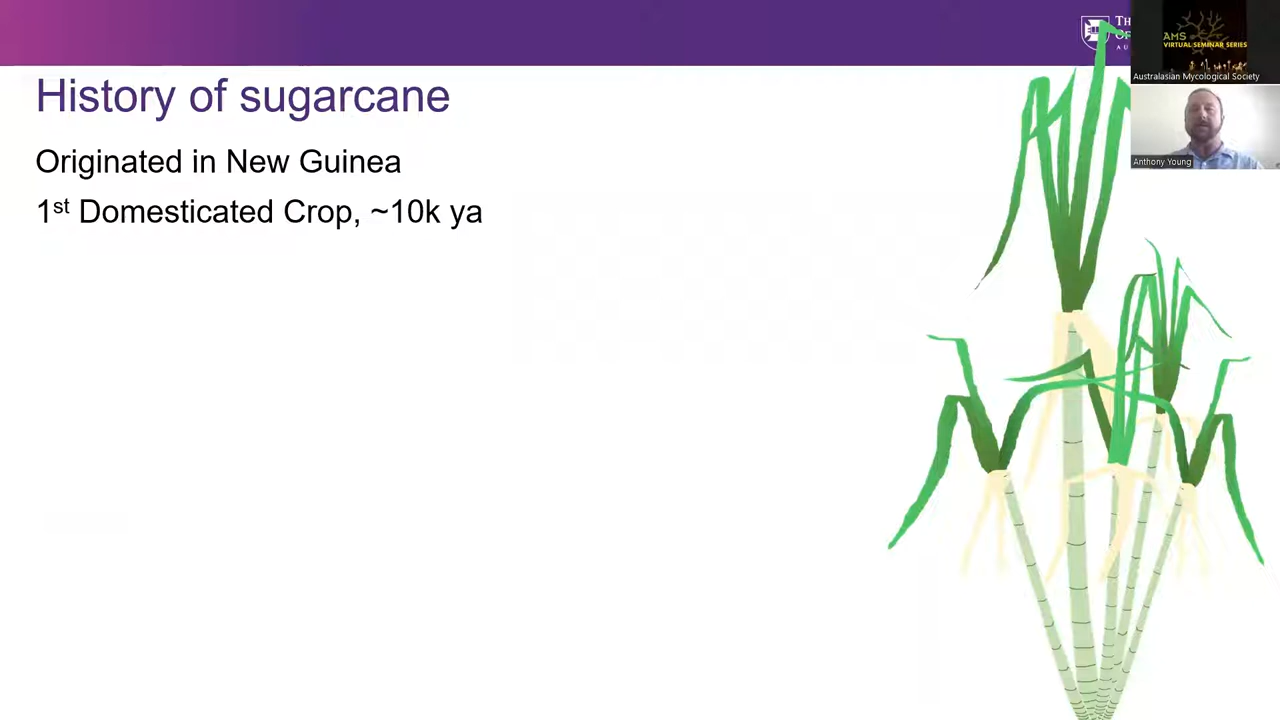 History of sugarcane
Originated in New Guinea
1st Domesticated Crop, ~10k ya
AMS
VIRTUAL SEMINAR SERIES
Australasian Mycological Society
Anthony Young